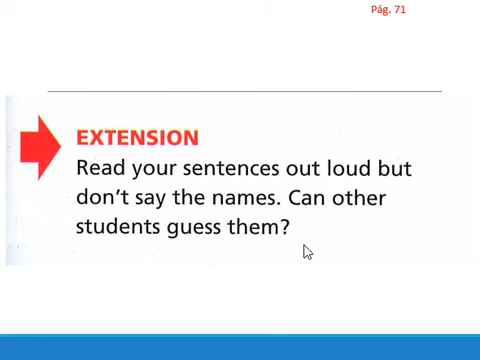 Pág. 71
EXTENSION
Read your sentences out loud but
don't say the names. Can other
students guess them?